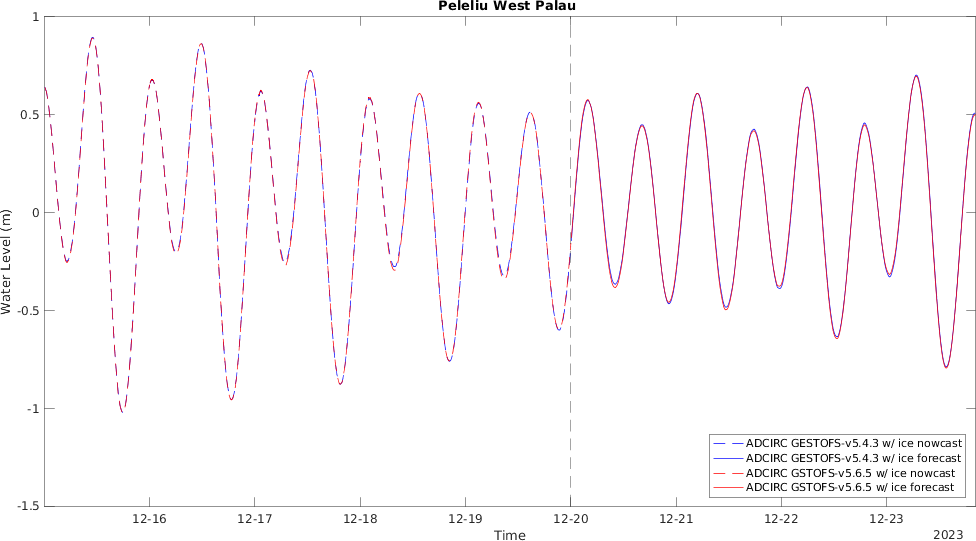 Peleliu West Palau
Water Level (m)
1
0.5
0
-0.5
-1
-1.5
ADCIRC GESTOFS-v5.4.3 w/ ice nowcast
ADCIRC GESTOFS-v5.4.3 w/ ice forecast
ADCIRC GSTOFS-v5.6.5 w/ ice nowcast
ADCIRC GSTOFS-v5.6.5 w/ ice forecast
12-16 12-17 12-18 12-19 12-20 12-21 12-22 12-23
Time
2023